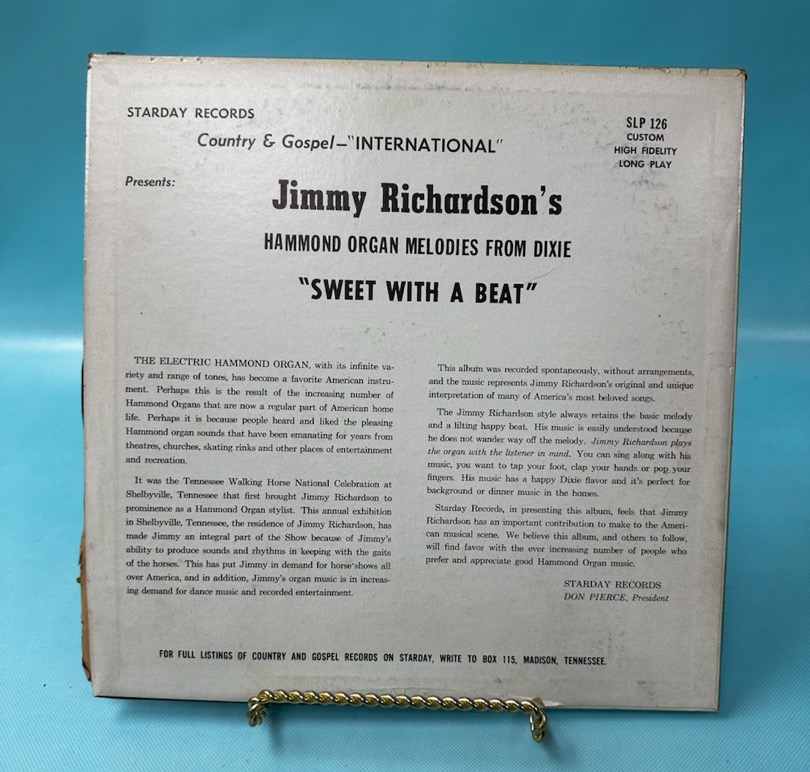 STARDAY RECORDS
Country & Gospel—"INTERNATIONAL"
SLP 126
CUSTOM
HIGH FIDELITY
LONG PLAY
Presents:
Jimmy Richardson's
HAMMOND ORGAN MELODIES FROM DIXIE
"SWEET WITH A BEAT"
THE ELECTRIC HAMMOND ORGAN, with its infinite va-
riety and range of tones, has become a favorite American instru-
ment. Perhaps this is the result of the increasing number of
Hammond Organs that are now a regular part of American home
life. Perhaps it is because people heard and liked the pleasing
Hammond organ sounds that have been emanating for years from
theatres, churches, skating rinks and other places of entertainment
and recreation.
It was the Tennessee Walking Horse National Celebration at
Shelbyville, Tennessee that first brought Jimmy Richardson to
prominence as a Hammond Organ stylist. This annual exhibition
in Shelbyville, Tennessee, the residence of Jimmy Richardson, has
made Jimmy an integral part of the Show because of Jimmy's
ability to produce sounds and rhythms in keeping with the gaits
of the horses. This has put Jimmy in demand for horse shows all
over America, and in addition, Jimmy's organ music is in increas-
ing demand for dance music and recorded entertainment.
This album was recorded spontaneously, without arrangements,
and the music represents Jimmy Richardson's original and unique
interpretation of many of America's most beloved songs.
The Jimmy Richardson style always retains the basic melody
and a lilting happy beat. His music is easily understood because
he does not wander way off the melody. Jimmy Richardson plays
the organ with the listener in mind. You can sing along with his
music, you want to tap your foot, clap your hands or pop your
fingers. His music has a happy Dixie flavor and it's perfect for
background or dinner music in the homes.
Starday Records, in presenting this album, feels that Jimmy
Richardson has an important contribution to make to the Ameri-
can musical scene. We believe this album, and others to follow,
will find favor with the ever increasing number of people who
prefer and appreciate good Hammond Organ music.
STARDAY RECORDS
DON PIERCE, President
FOR FULL LISTINGS OF COUNTRY AND GOSPEL RECORDS ON STARDAY, WRITE TO BOX 115, MADISON, TENNESSEE.